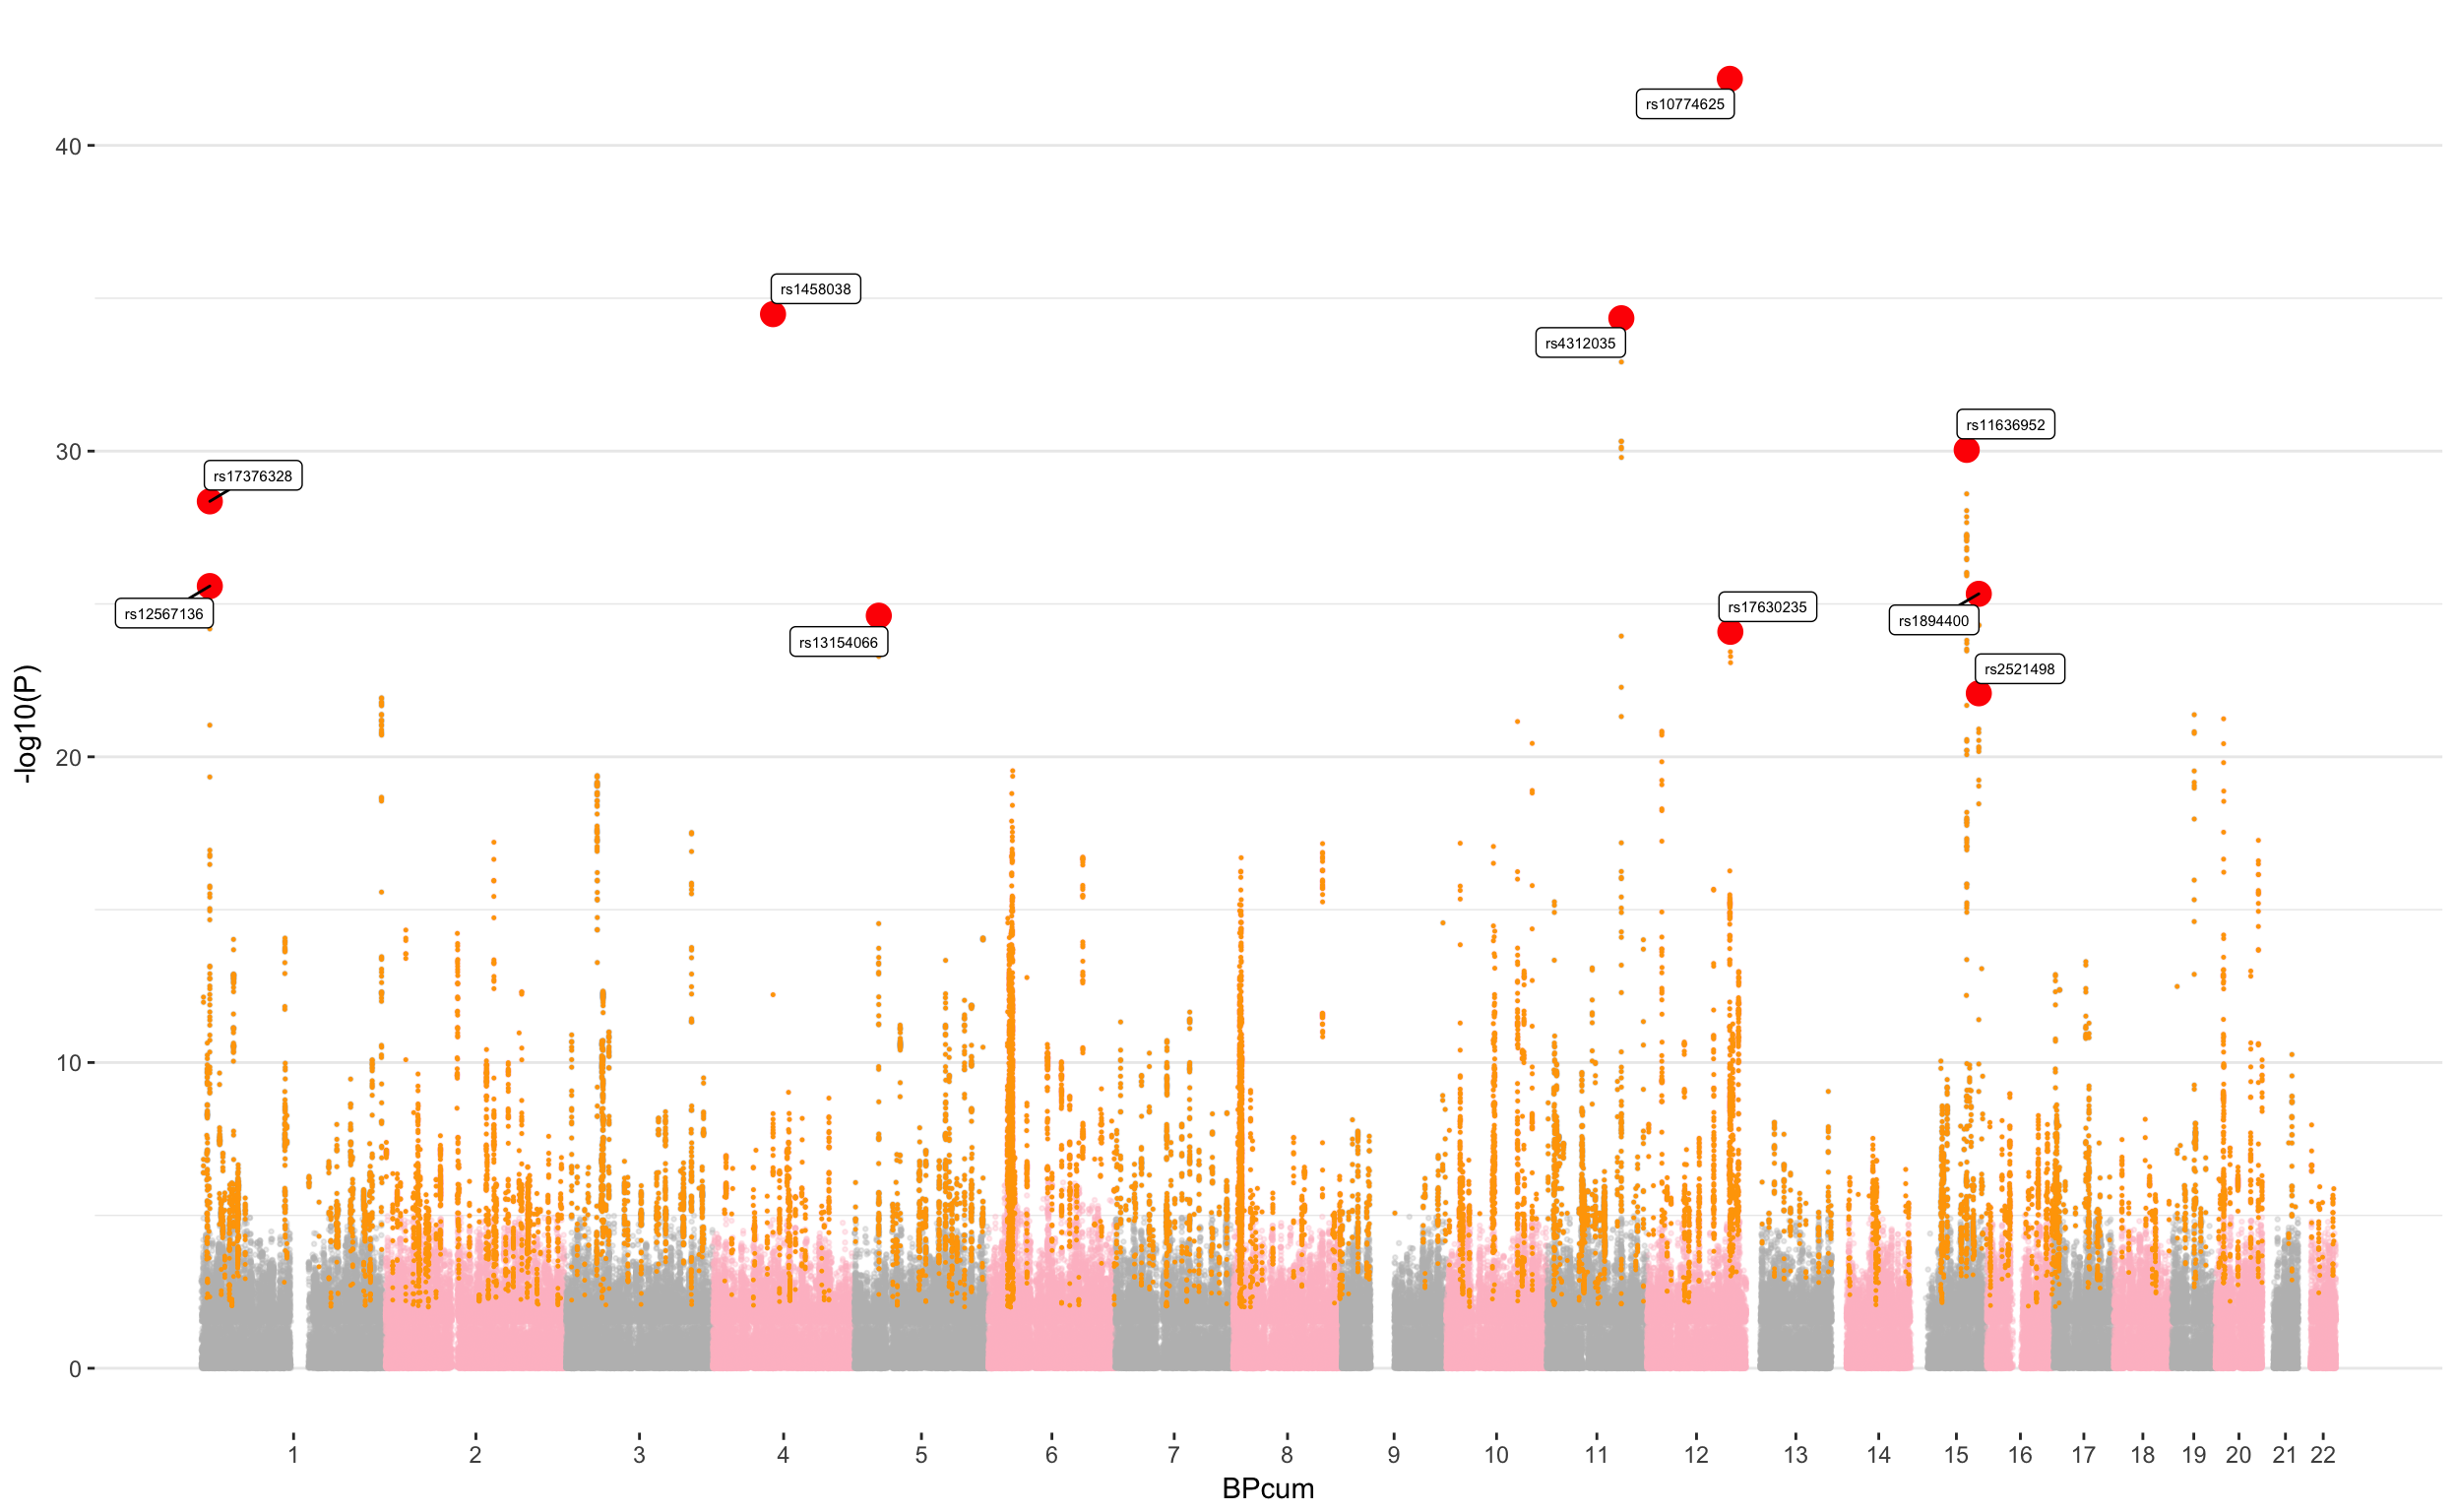 rs10774625
40
rs1458038
rs4312035
rs11636952
30
rs17376328
rs12567136
rs17630235
rs1894400
rs13154066
rs2521498
-log10(P)
20
10
0
1 2 3 4 5 6 7 8 9 10 11 12 13 14 15 16 17 18 19 20 21 22
BPcum